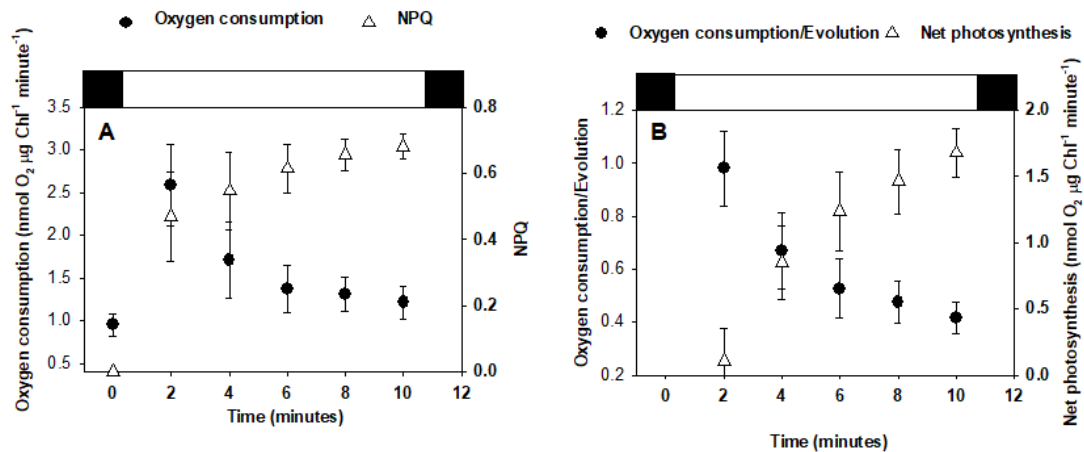 Oxygen consumption NPQ
Oxygen consumption/Evolution Net photosynthesis
A
Oxygen consumption (nmol O₂ µg Chl⁻¹ minute⁻¹)
3.5
3.0
2.5
2.0
1.5
1.0
0.5
0.8
0.6
0.4
0.2
0.0
NPQ
0 2 4 6 8 10 12
Time (minutes)
B
Oxygen consumption/Evolution
1.2
1.0
0.8
0.6
0.4
0.2
2.0
1.5
1.0
0.5
0.0
Net photosynthesis (nmol O₂ µg Chl⁻¹ minute⁻¹)
0 2 4 6 8 10 12
Time (minutes)